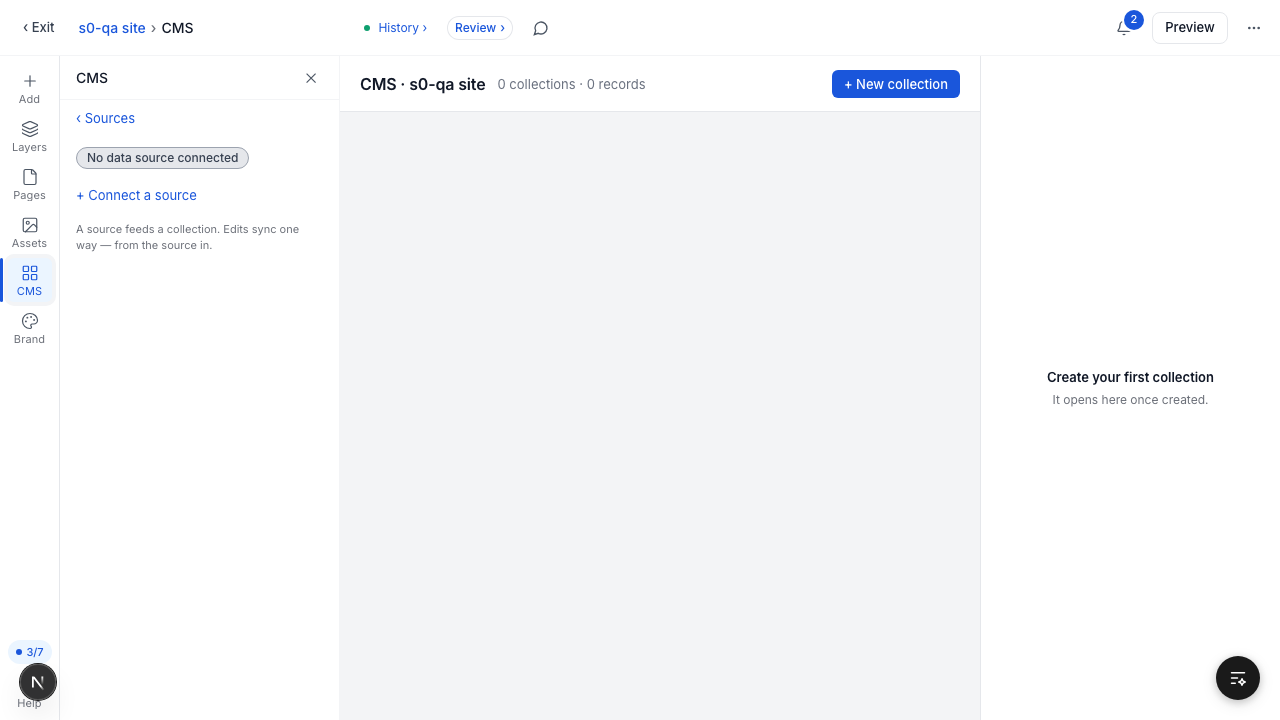 ‹ Exit
s0-qa site › CMS
History ›
Review ›
2
Preview
Add
Layers
Pages
Assets
CMS
Brand
3/7
N
Help
CMS
‹ Sources
No data source connected
+ Connect a source
A source feeds a collection. Edits sync one
way — from the source in.
CMS · s0-qa site 0 collections · 0 records
+ New collection
Create your first collection
It opens here once created.